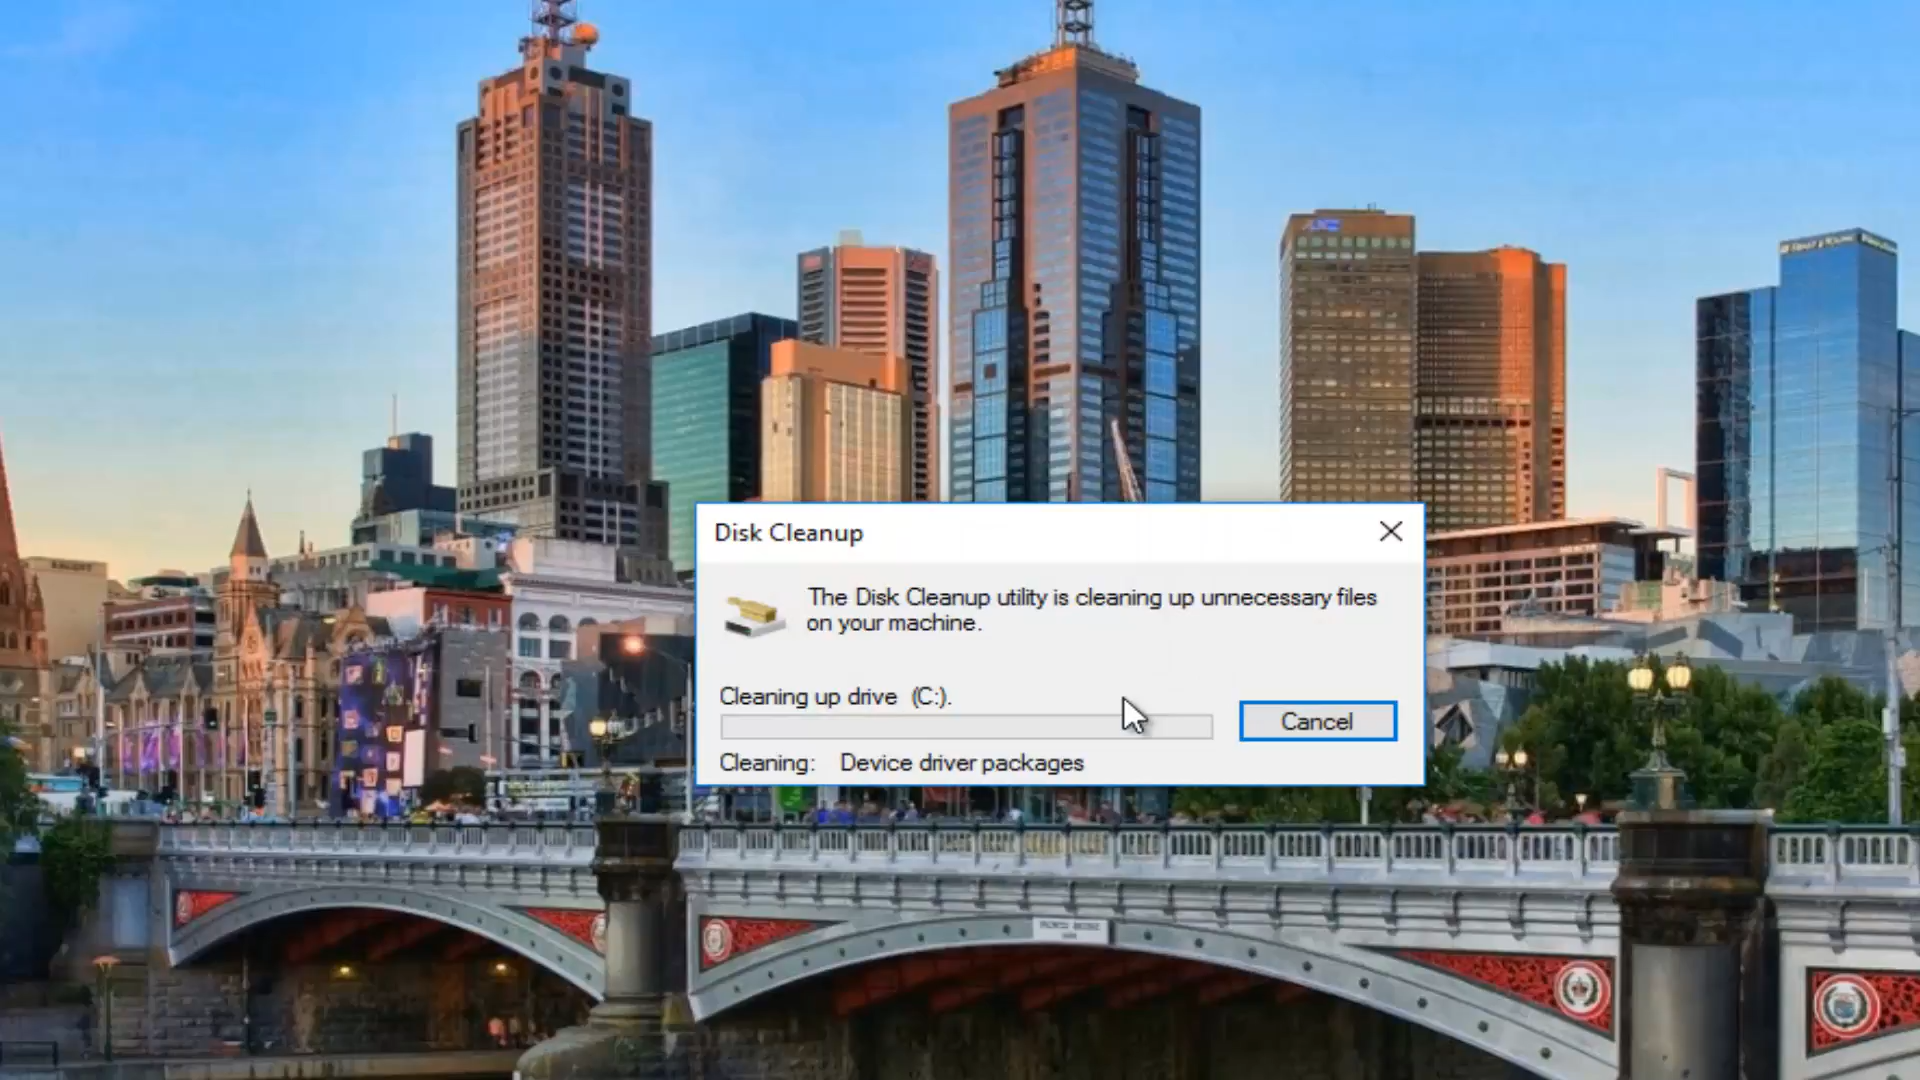 Disk Cleanup
The Disk Cleanup utility is cleaning up unnecessary files
on your machine.
Cleaning up drive (C:).
Cancel
Cleaning: Device driver packages